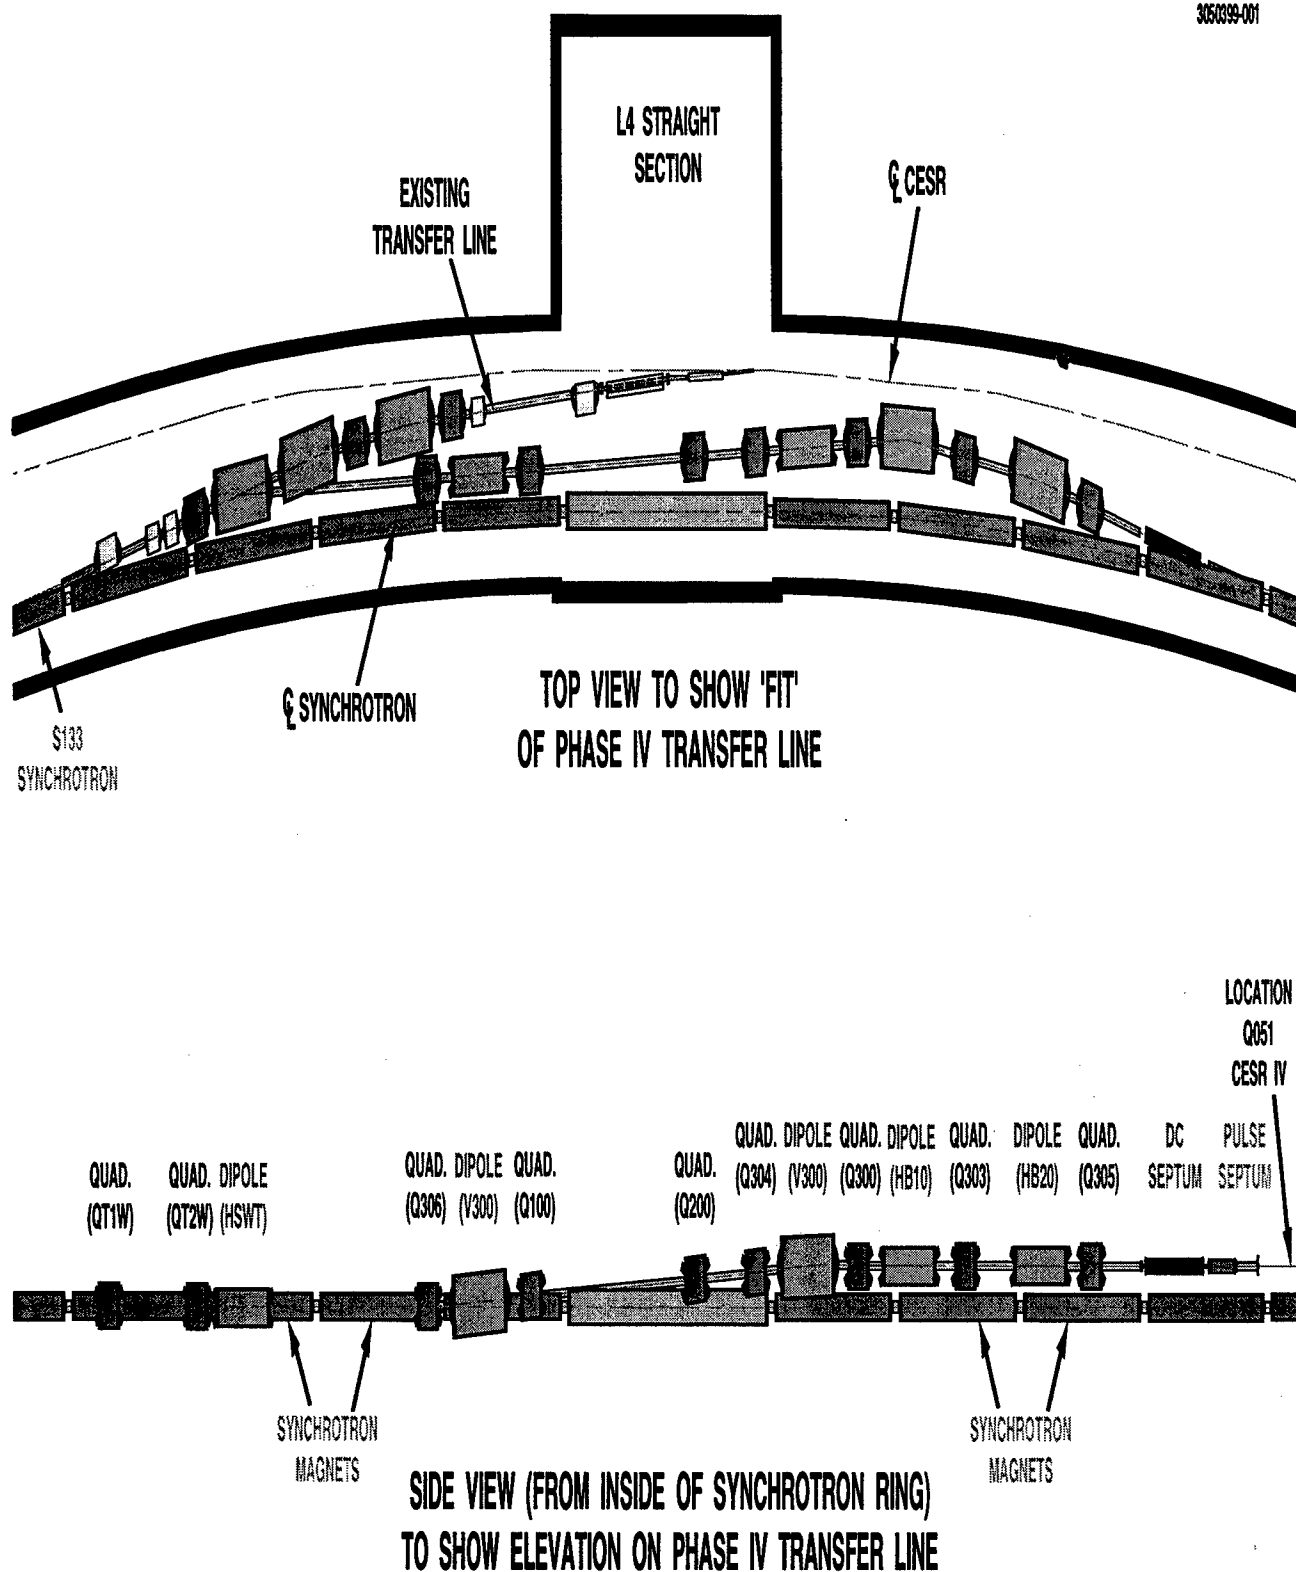 3050399-001
L4 STRAIGHT
SECTION
EXISTING
TRANSFER LINE
℄ CESR
℄ SYNCHROTRON
S133
SYNCHROTRON
TOP VIEW TO SHOW 'FIT'
OF PHASE IV TRANSFER LINE
LOCATION
Q051
CESR IV
QUAD.
(QT1W)
QUAD.
(QT2W)
DIPOLE
(HSWT)
QUAD.
(Q306)
DIPOLE
(V300)
QUAD.
(Q100)
QUAD.
(Q200)
QUAD.
(Q304)
DIPOLE
(V300)
QUAD.
(Q300)
DIPOLE
(HB10)
QUAD.
(Q303)
DIPOLE
(HB20)
QUAD.
(Q305)
DC
SEPTUM
PULSE
SEPTUM
SYNCHROTRON
MAGNETS
SYNCHROTRON
MAGNETS
SIDE VIEW (FROM INSIDE OF SYNCHROTRON RING)
TO SHOW ELEVATION ON PHASE IV TRANSFER LINE